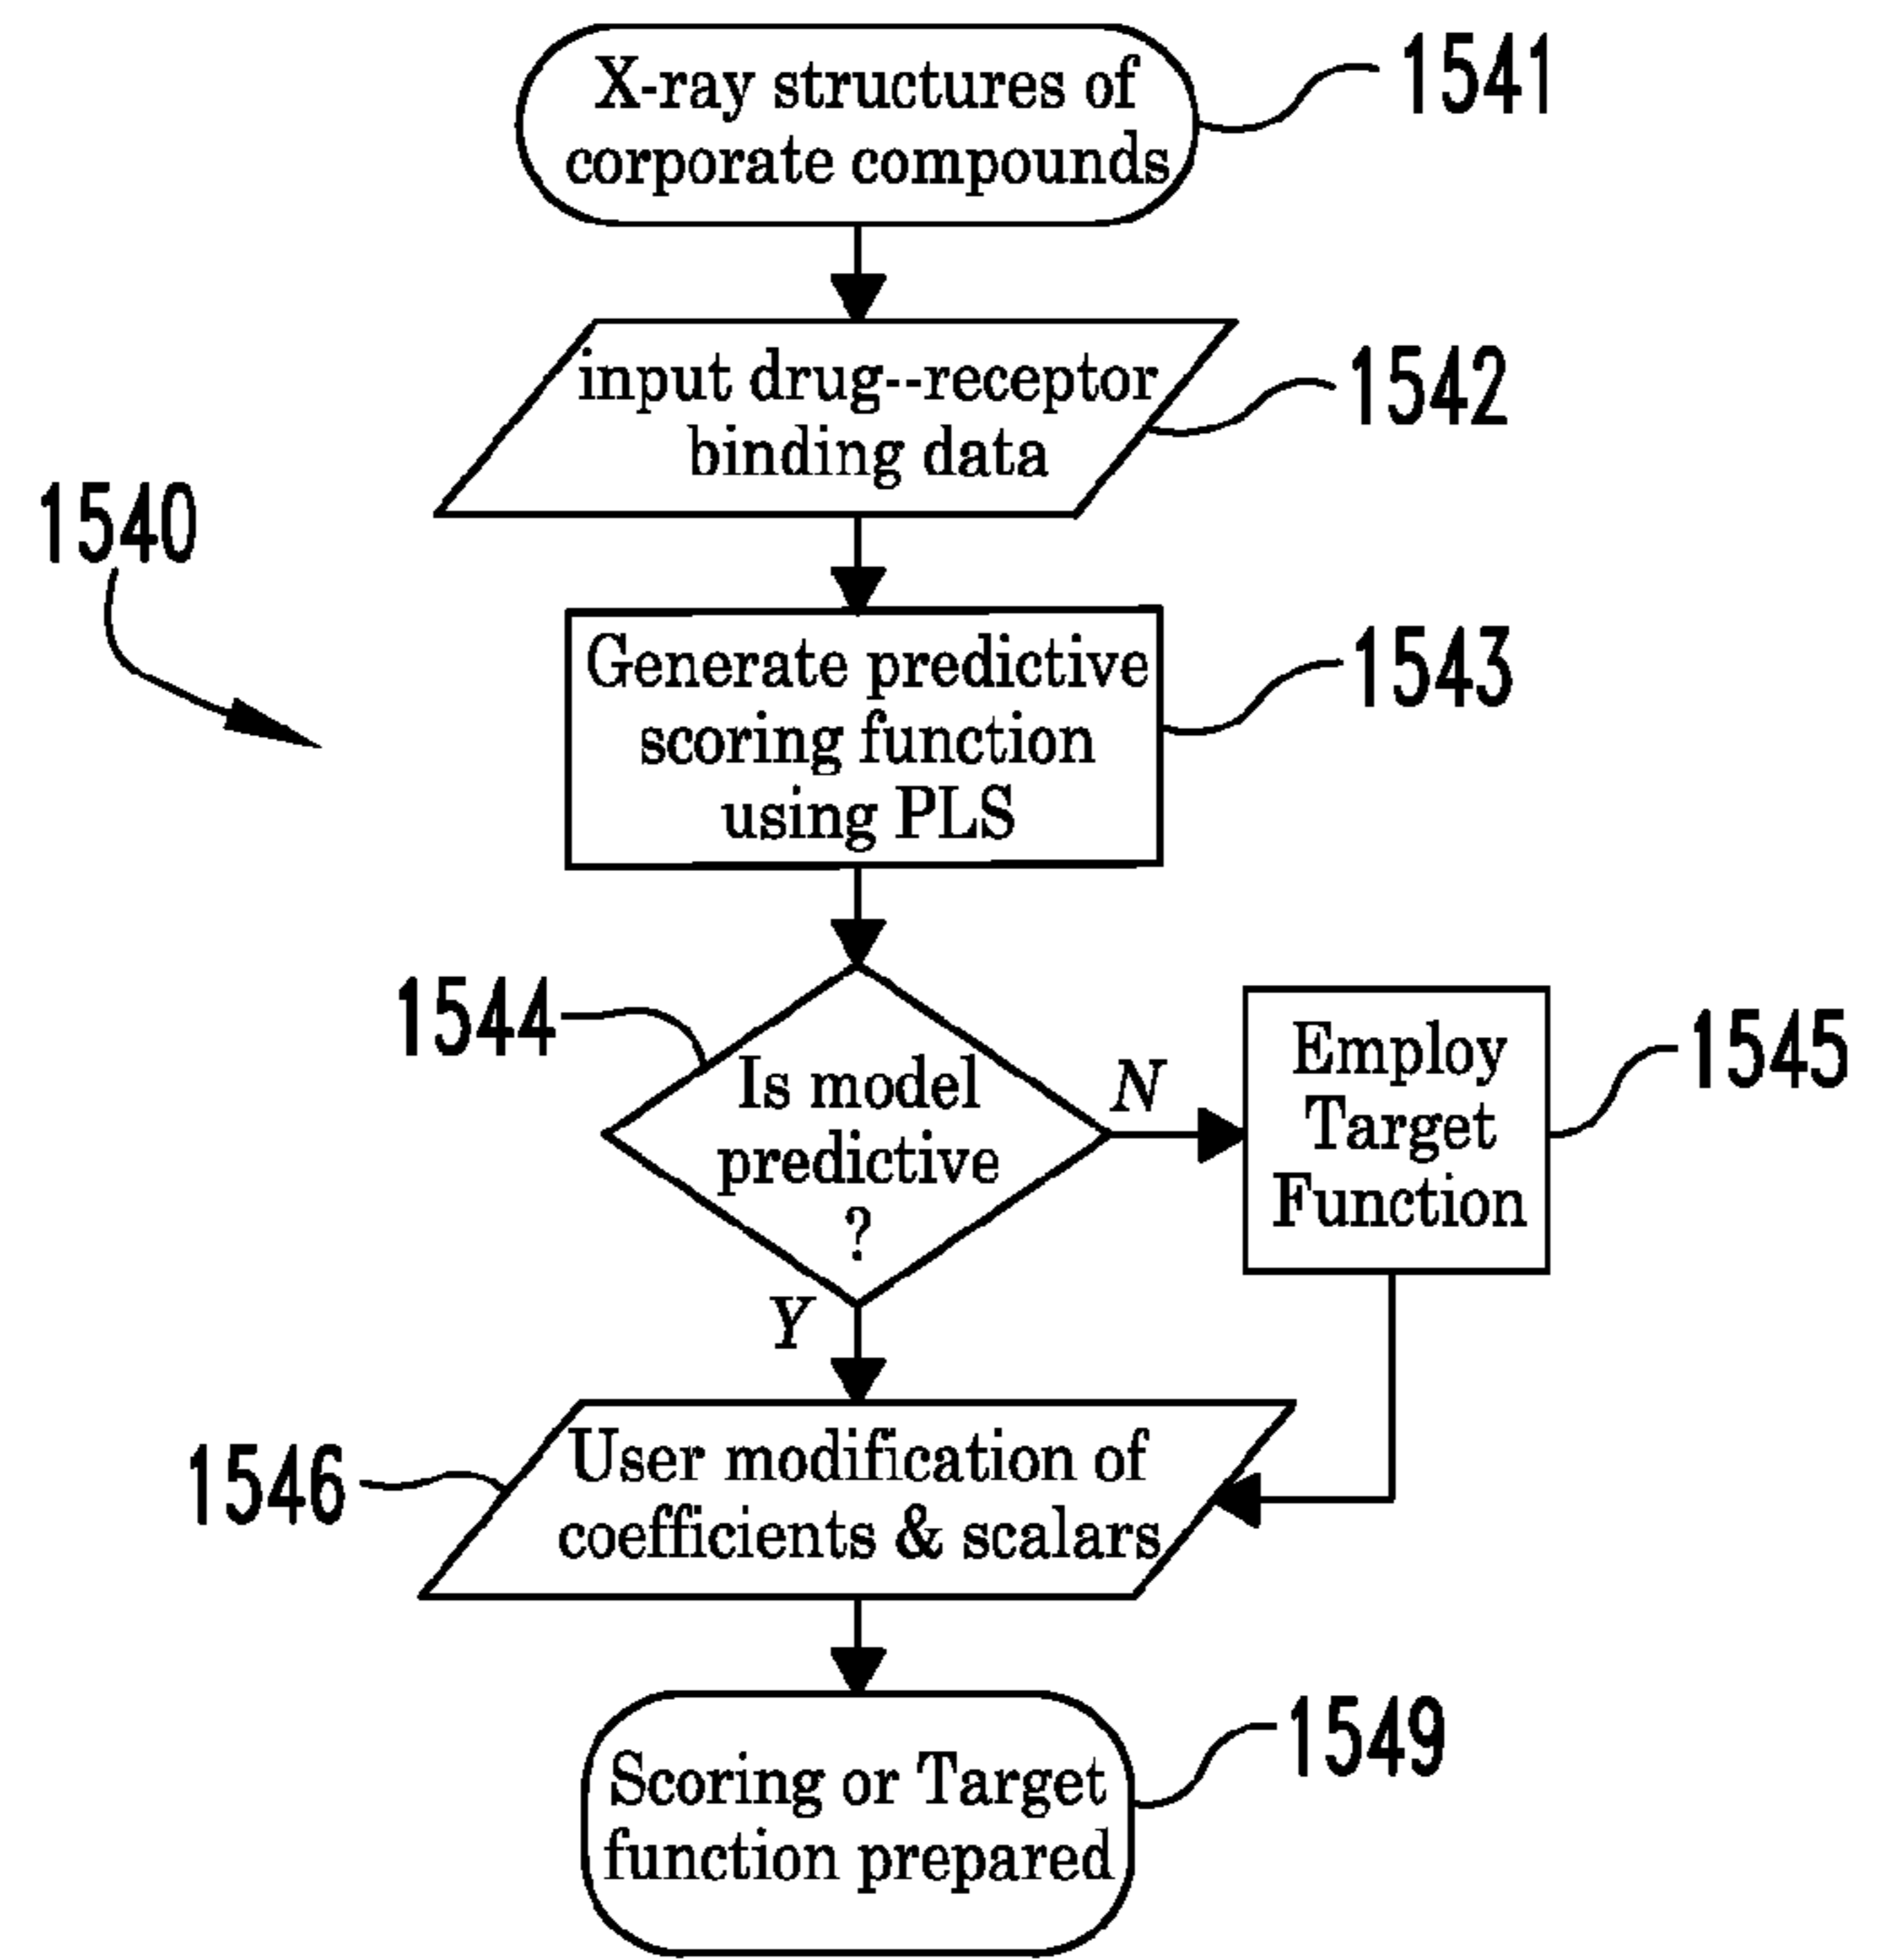 X-ray structures of
corporate compounds
1541
input drug--receptor
binding data
1542
1540
Generate predictive
scoring function
using PLS
1543
1544
Is model
predictive
?
N
Y
Employ
Target
Function
1545
1546
User modification of
coefficients & scalars
Scoring or Target
function prepared
1549